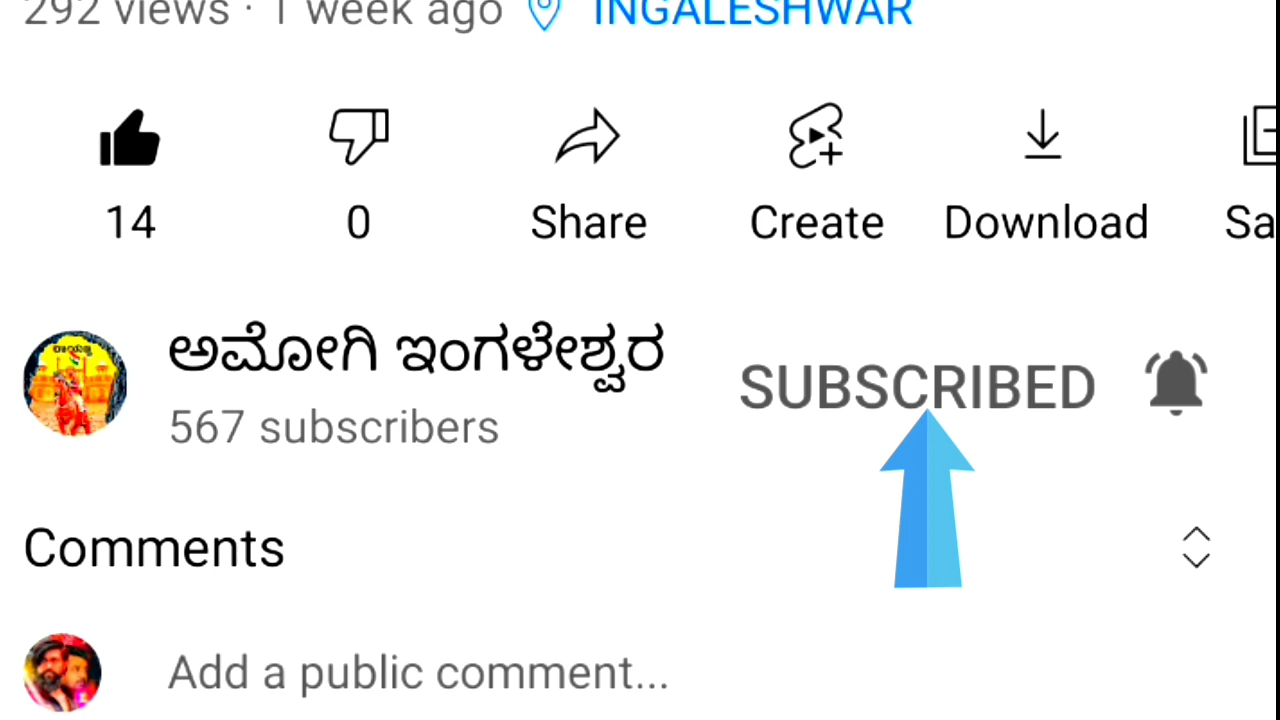 292 views · 1 week ago INGALESHWAR
14
0
Share
Create
Download
Sa
ಅಮೋಗಿ ಇಂಗಳೇಶ್ವರ
567 subscribers
SUBSCRIBED
Comments
Add a public comment...